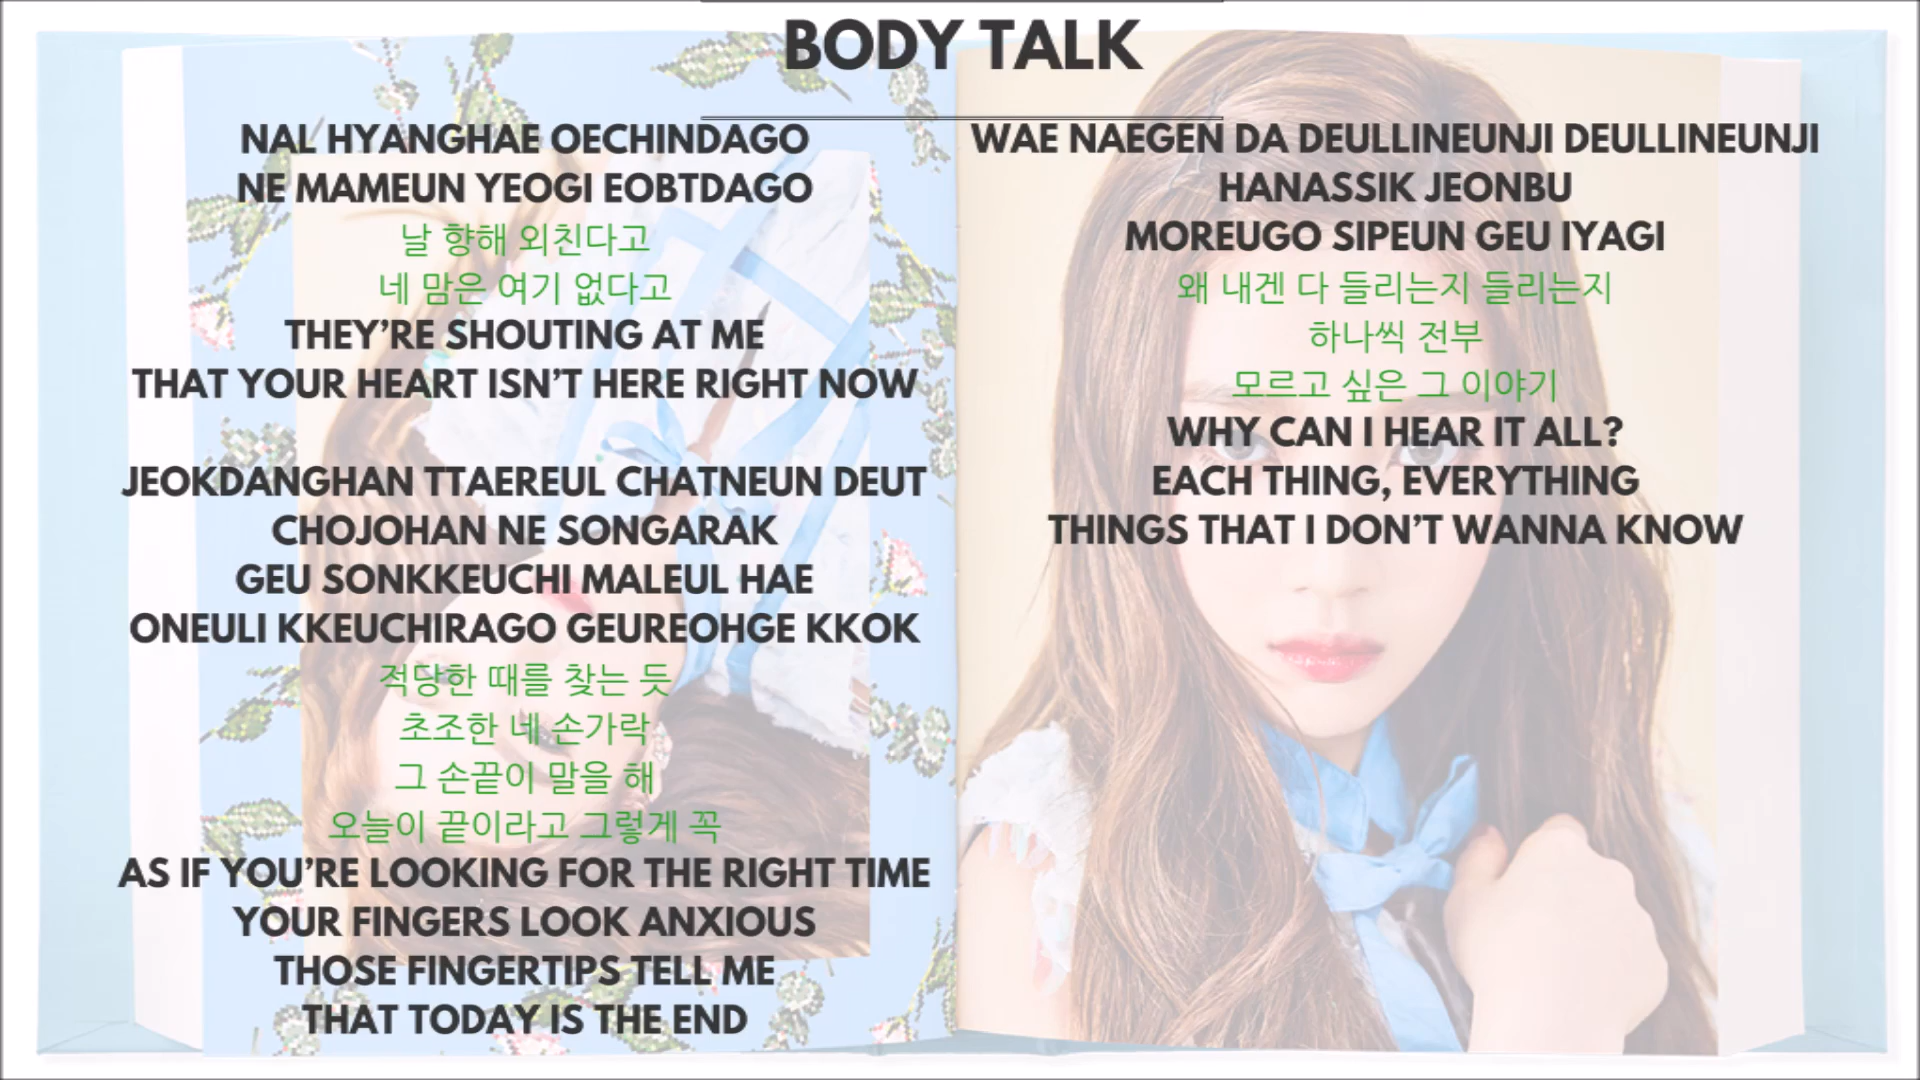 BODY TALK
NAL HYANGHAE OECHINDAGO
NE MAMEUN YEOGI EOBTDAGO
날 향해 외친다고
네 맘은 여기 없다고
THEY'RE SHOUTING AT ME
THAT YOUR HEART ISN'T HERE RIGHT NOW
JEOKDANGHAN TTAEREUL CHATNEUN DEUT
CHOJOHAN NE SONGARAK
GEU SONKKEUCHI MALEUL HAE
ONEULI KKEUCHIRAGO GEUREOHGE KKOK
적당한 때를 찾는 듯
초조한 네 손가락
그 손끝이 말을 해
오늘이 끝이라고 그렇게 꼭
AS IF YOU'RE LOOKING FOR THE RIGHT TIME
YOUR FINGERS LOOK ANXIOUS
THOSE FINGERTIPS TELL ME
THAT TODAY IS THE END
WAE NAEGEN DA DEULLINEUNJI DEULLINEUNJI
HANASSIK JEONBU
MOREUGO SIPEUN GEU IYAGI
왜 내겐 다 들리는지 들리는지
하나씩 전부
모르고 싶은 그 이야기
WHY CAN I HEAR IT ALL?
EACH THING, EVERYTHING
THINGS THAT I DON'T WANNA KNOW